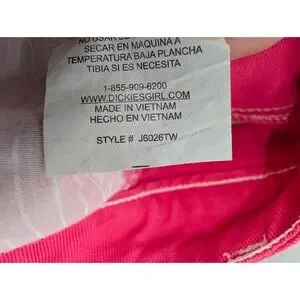 NO USAR
SECAR EN MAQUINA A
TEMPERATURA BAJA PLANCHA
TIBIA SI ES NECESITA
1-855-909-6200
WWW.DICKIESGIRL.COM
MADE IN VIETNAM
HECHO EN VIETNAM
STYLE # J6026TW